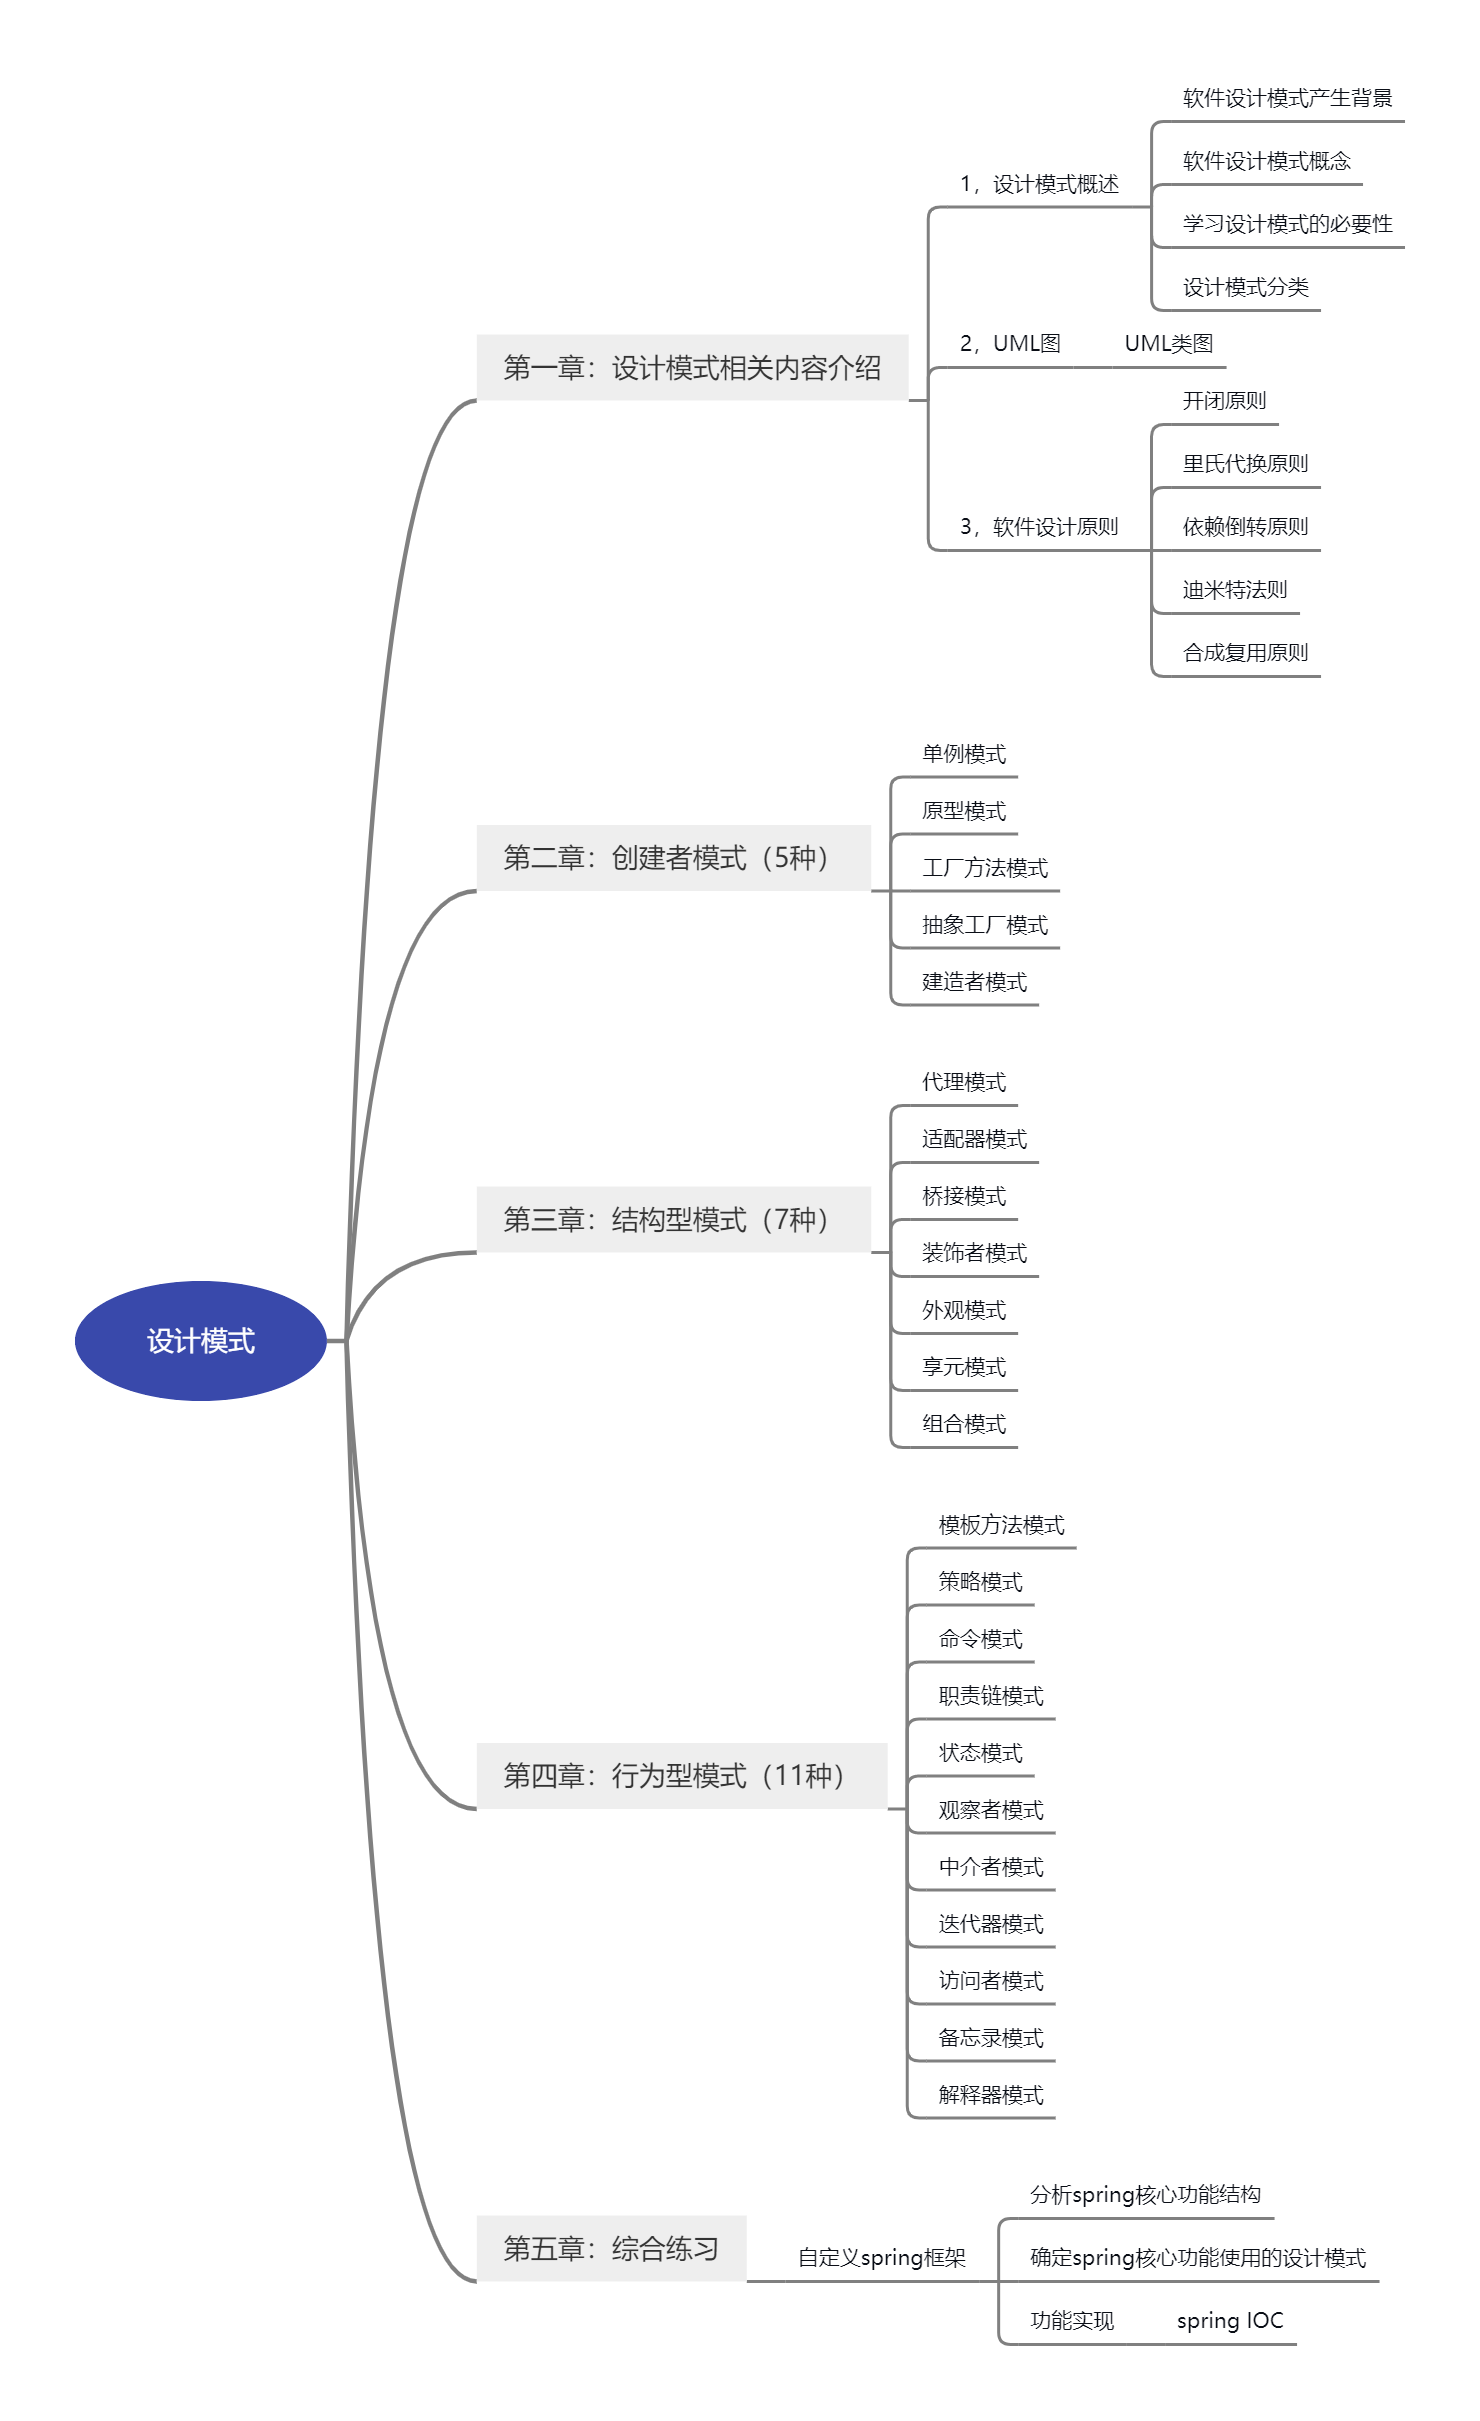 设计模式
第一章：设计模式相关内容介绍
1，设计模式概述
软件设计模式产生背景
软件设计模式概念
学习设计模式的必要性
设计模式分类
2，UML图
UML类图
3，软件设计原则
开闭原则
里氏代换原则
依赖倒转原则
迪米特法则
合成复用原则
第二章：创建者模式（5种）
单例模式
原型模式
工厂方法模式
抽象工厂模式
建造者模式
第三章：结构型模式（7种）
代理模式
适配器模式
桥接模式
装饰者模式
外观模式
享元模式
组合模式
第四章：行为型模式（11种）
模板方法模式
策略模式
命令模式
职责链模式
状态模式
观察者模式
中介者模式
迭代器模式
访问者模式
备忘录模式
解释器模式
第五章：综合练习
自定义spring框架
分析spring核心功能结构
确定spring核心功能使用的设计模式
功能实现
spring IOC